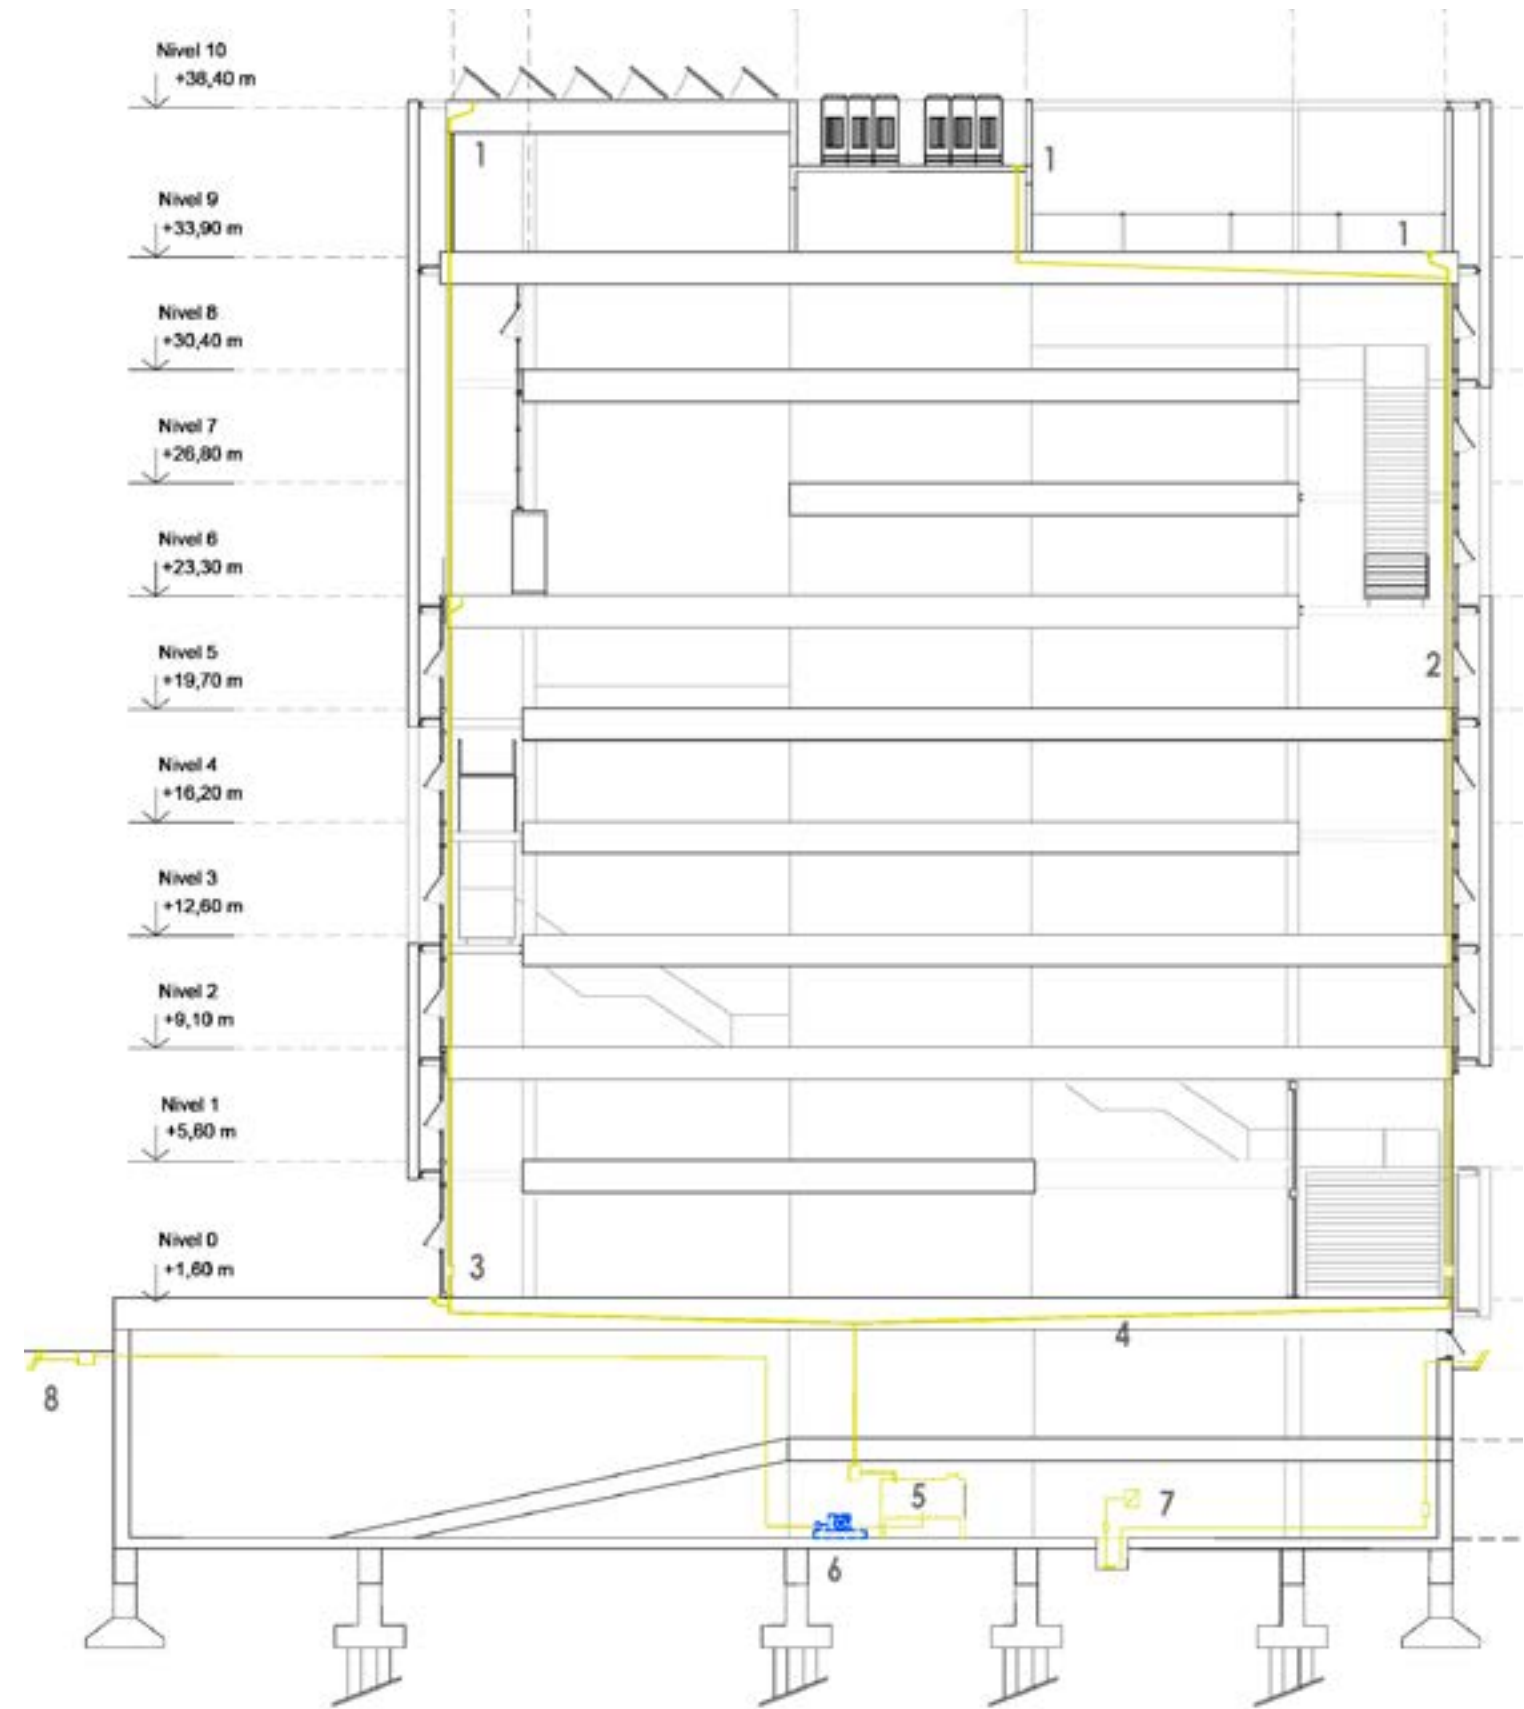 Nivel 10
+38,40 m
1
1
Nivel 9
+33,90 m
1
Nivel 8
+30,40 m
Nivel 7
+26,80 m
Nivel 6
+23,30 m
Nivel 5
+19,70 m
2
Nivel 4
+16,20 m
Nivel 3
+12,60 m
Nivel 2
+9,10 m
Nivel 1
+5,60 m
Nivel 0
+1,60 m
3
4
8
5
7
6